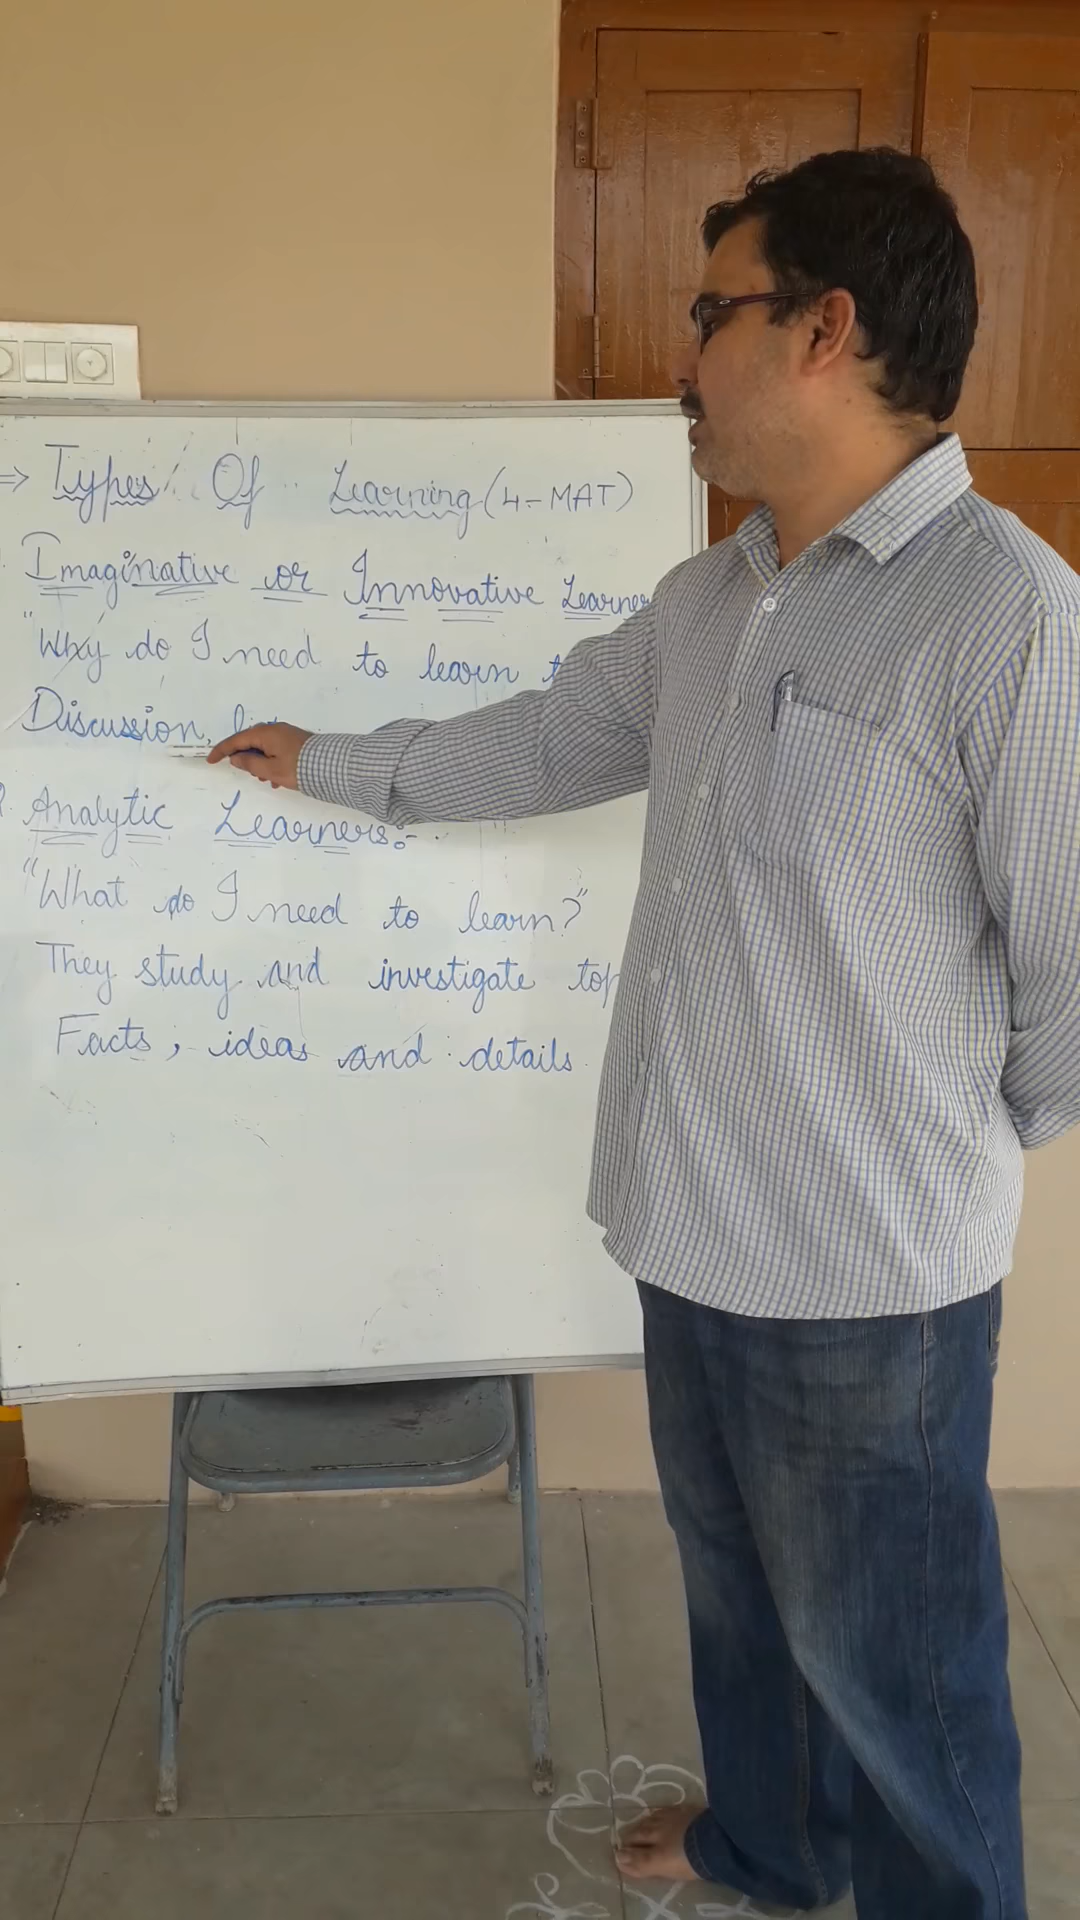 ⇒ Types Of Learning (4-MAT)
Imaginative or Innovative Learner
"Why do I need to learn
Discussion,
Analytic Learners:-
"What do I need to learn?"
They study and investigate top
Facts, ideas and details